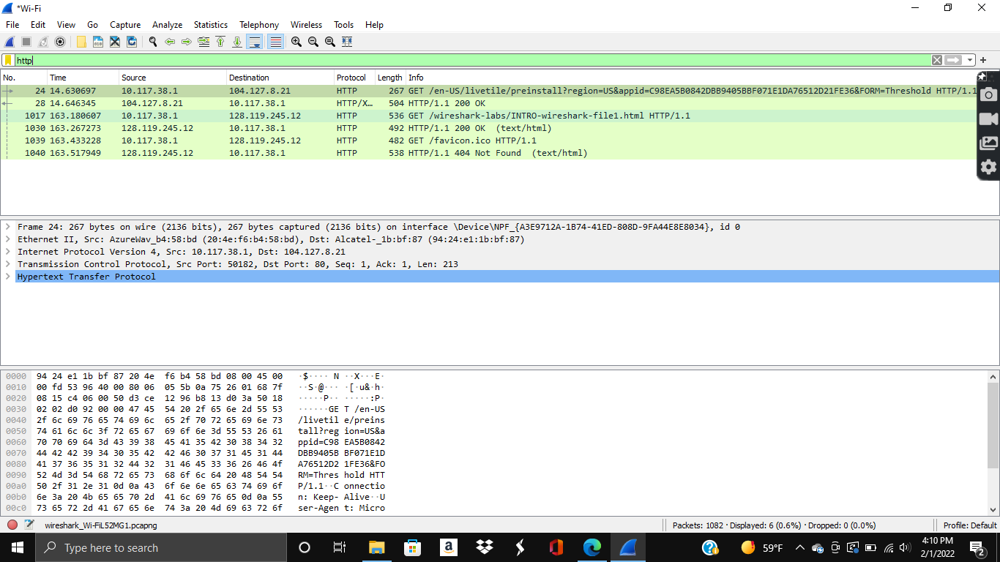 *Wi-Fi
File Edit View Go Capture Analyze Statistics Telephony Wireless Tools Help
http
No. Time Source Destination Protocol Length Info
24 14.630697 10.117.38.1 104.127.8.21 HTTP 267 GET /en-US/livetile/preinstall?region=US&appid=C98EA5B0842DBB9405BBF071E1DA76512D21FE36&FORM=Threshold HTTP/1.1
28 14.646345 104.127.8.21 10.117.38.1 HTTP/X… 504 HTTP/1.1 200 OK
1017 163.180607 10.117.38.1 128.119.245.12 HTTP 536 GET /wireshark-labs/INTRO-wireshark-file1.html HTTP/1.1
1030 163.267273 128.119.245.12 10.117.38.1 HTTP 492 HTTP/1.1 200 OK (text/html)
1039 163.433228 10.117.38.1 128.119.245.12 HTTP 482 GET /favicon.ico HTTP/1.1
1040 163.517949 128.119.245.12 10.117.38.1 HTTP 538 HTTP/1.1 404 Not Found (text/html)
Frame 24: 267 bytes on wire (2136 bits), 267 bytes captured (2136 bits) on interface \Device\NPF_{A3E9712A-1B74-41ED-808D-9FA44E8E8034}, id 0
Ethernet II, Src: AzureWav_b4:58:bd (20:4e:f6:b4:58:bd), Dst: Alcatel-_1b:bf:87 (94:24:e1:1b:bf:87)
Internet Protocol Version 4, Src: 10.117.38.1, Dst: 104.127.8.21
Transmission Control Protocol, Src Port: 50182, Dst Port: 80, Seq: 1, Ack: 1, Len: 213
Hypertext Transfer Protocol
0000 94 24 e1 1b bf 87 20 4e f6 b4 58 bd 08 00 45 00 ·$···· N ··X···E·
0010 00 fd 53 96 40 00 80 06 05 5b 0a 75 26 01 68 7f ··S·@··· ·[·u&·h·
0020 08 15 c4 06 00 50 d3 ce 12 96 b8 13 d0 3a 50 18 ·····P·· ·····:P·
0030 02 02 d0 92 00 00 47 45 54 20 2f 65 6e 2d 55 53 ······GE T /en-US
0040 2f 6c 69 76 65 74 69 6c 65 2f 70 72 65 69 6e 73 /livetil e/preins
0050 74 61 6c 6c 3f 72 65 67 69 6f 6e 3d 55 53 26 61 tall?reg ion=US&a
0060 70 70 69 64 3d 43 39 38 45 41 35 42 30 38 34 32 ppid=C98 EA5B0842
0070 44 42 42 39 34 30 35 42 42 46 30 37 31 45 31 44 DBB9405B BF071E1D
0080 41 37 36 35 31 32 44 32 31 46 45 33 36 26 46 4f A76512D2 1FE36&FO
0090 52 4d 3d 54 68 72 65 73 68 6f 6c 64 20 48 54 54 RM=Thres hold HTT
00a0 50 2f 31 2e 31 0d 0a 43 6f 6e 6e 65 63 74 69 6f P/1.1··C onnectio
00b0 6e 3a 20 4b 65 65 70 2d 41 6c 69 76 65 0d 0a 55 n: Keep- Alive··U
00c0 73 65 72 2d 41 67 65 6e 74 3a 20 4d 69 63 72 6f ser-Agen t: Micro
wireshark_Wi-FiL52MG1.pcapng Packets: 1082 · Displayed: 6 (0.6%) · Dropped: 0 (0.0%) Profile: Default
Type here to search 59°F 4:10 PM
2/1/2022 2